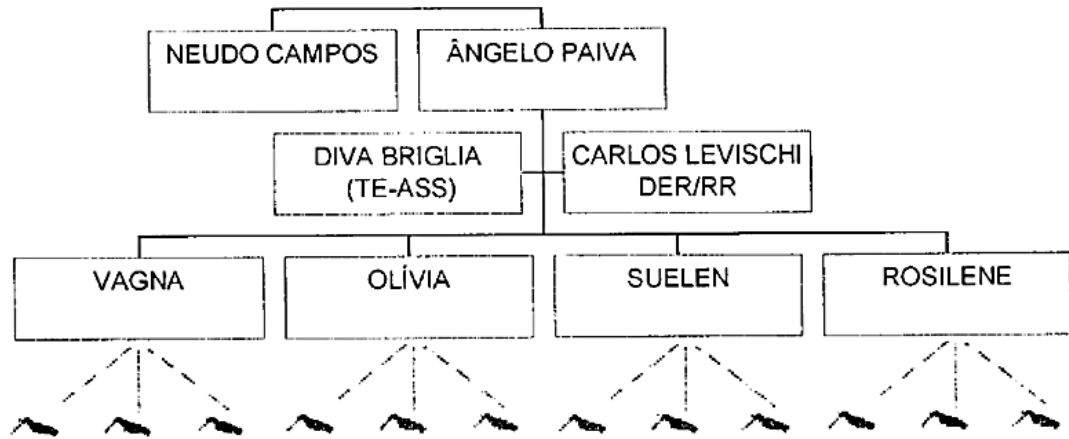 NEUDO CAMPOS
ÂNGELO PAIVA
DIVA BRIGLIA
(TE-ASS)
CARLOS LEVISCHI
DER/RR
VAGNA
OLÍVIA
SUELEN
ROSILENE